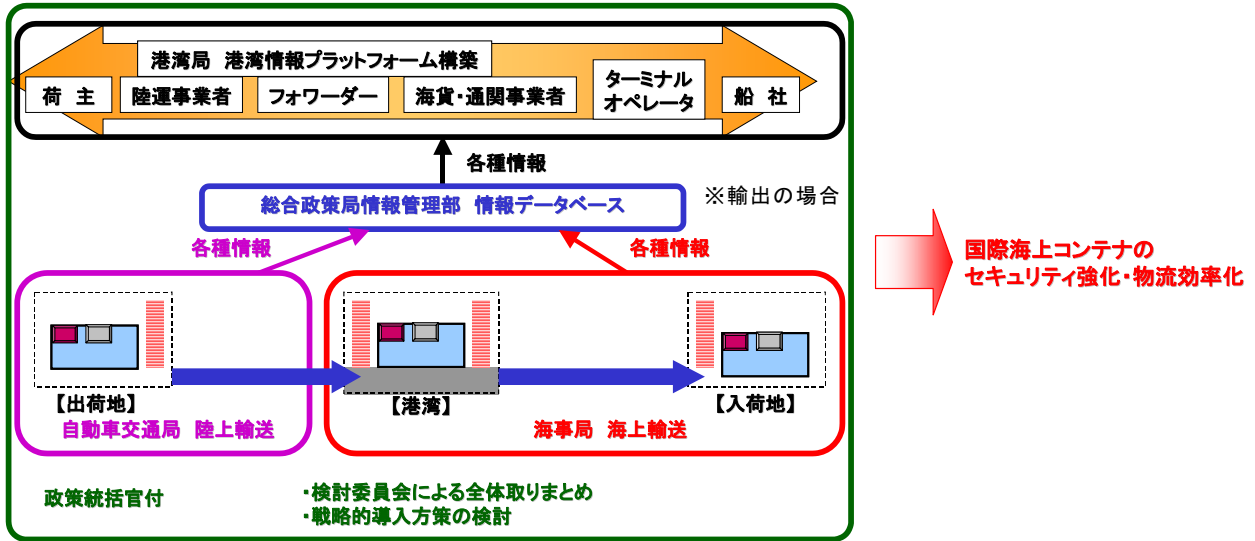 港湾局 港湾情報プラットフォーム構築
荷 主
陸運事業者
フォワーダー
海貨・通関事業者
ターミナル
オペレータ
船 社
各種情報
※輸出の場合
総合政策局情報管理部 情報データベース
各種情報
各種情報
国際海上コンテナの
セキュリティ強化・物流効率化
【出荷地】
【港湾】
【入荷地】
自動車交通局 陸上輸送
海事局 海上輸送
政策統括官付
・検討委員会による全体取りまとめ
・戦略的導入方策の検討